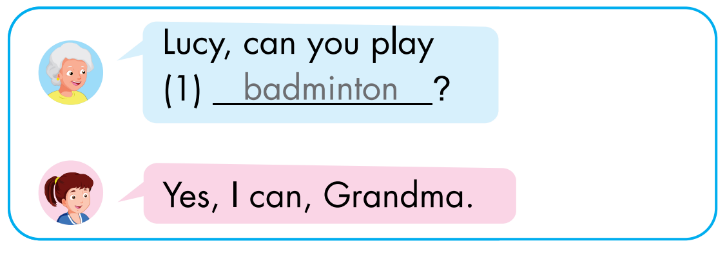 Lucy, can you play
(1) badminton?
Yes, I can, Grandma.